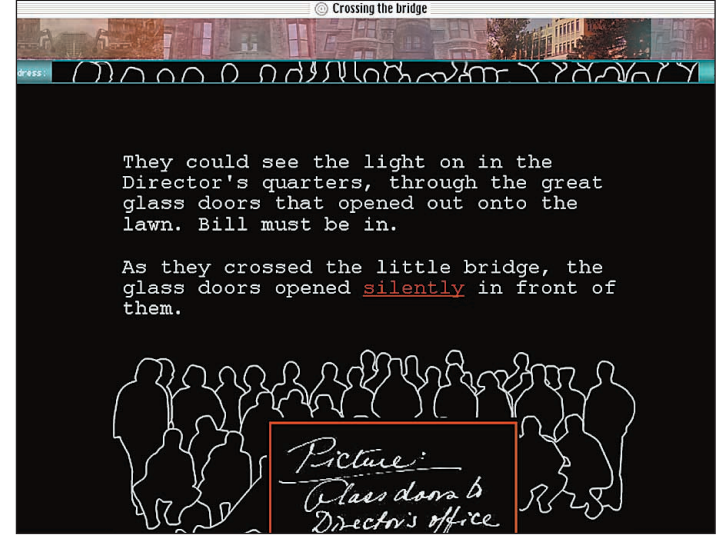 Crossing the bridge
dress:
They could see the light on in the
Director's quarters, through the great
glass doors that opened out onto the
lawn. Bill must be in.
As they crossed the little bridge, the
glass doors opened silently in front of
them.
Picture:
Glass doors to
Director's office